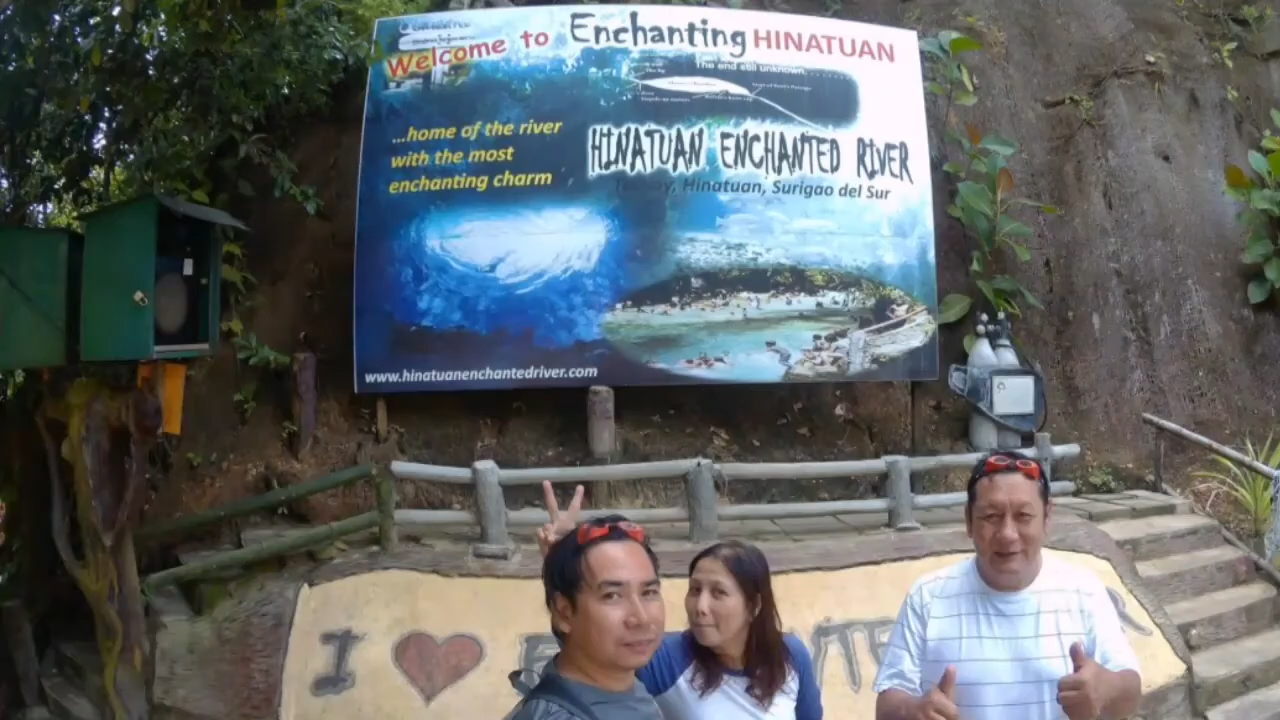 Welcome to Enchanting HINATUAN
The end still unknown......
...home of the river
with the most
enchanting charm
HINATUAN ENCHANTED RIVER
Hinatuan, Surigao del Sur
www.hinatuanenchantedriver.com
I ❤